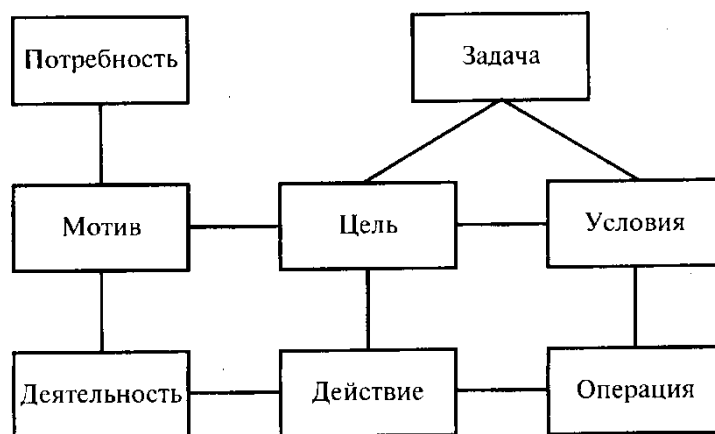 Потребность
Задача
Мотив
Цель
Условия
Деятельность
Действие
Операция